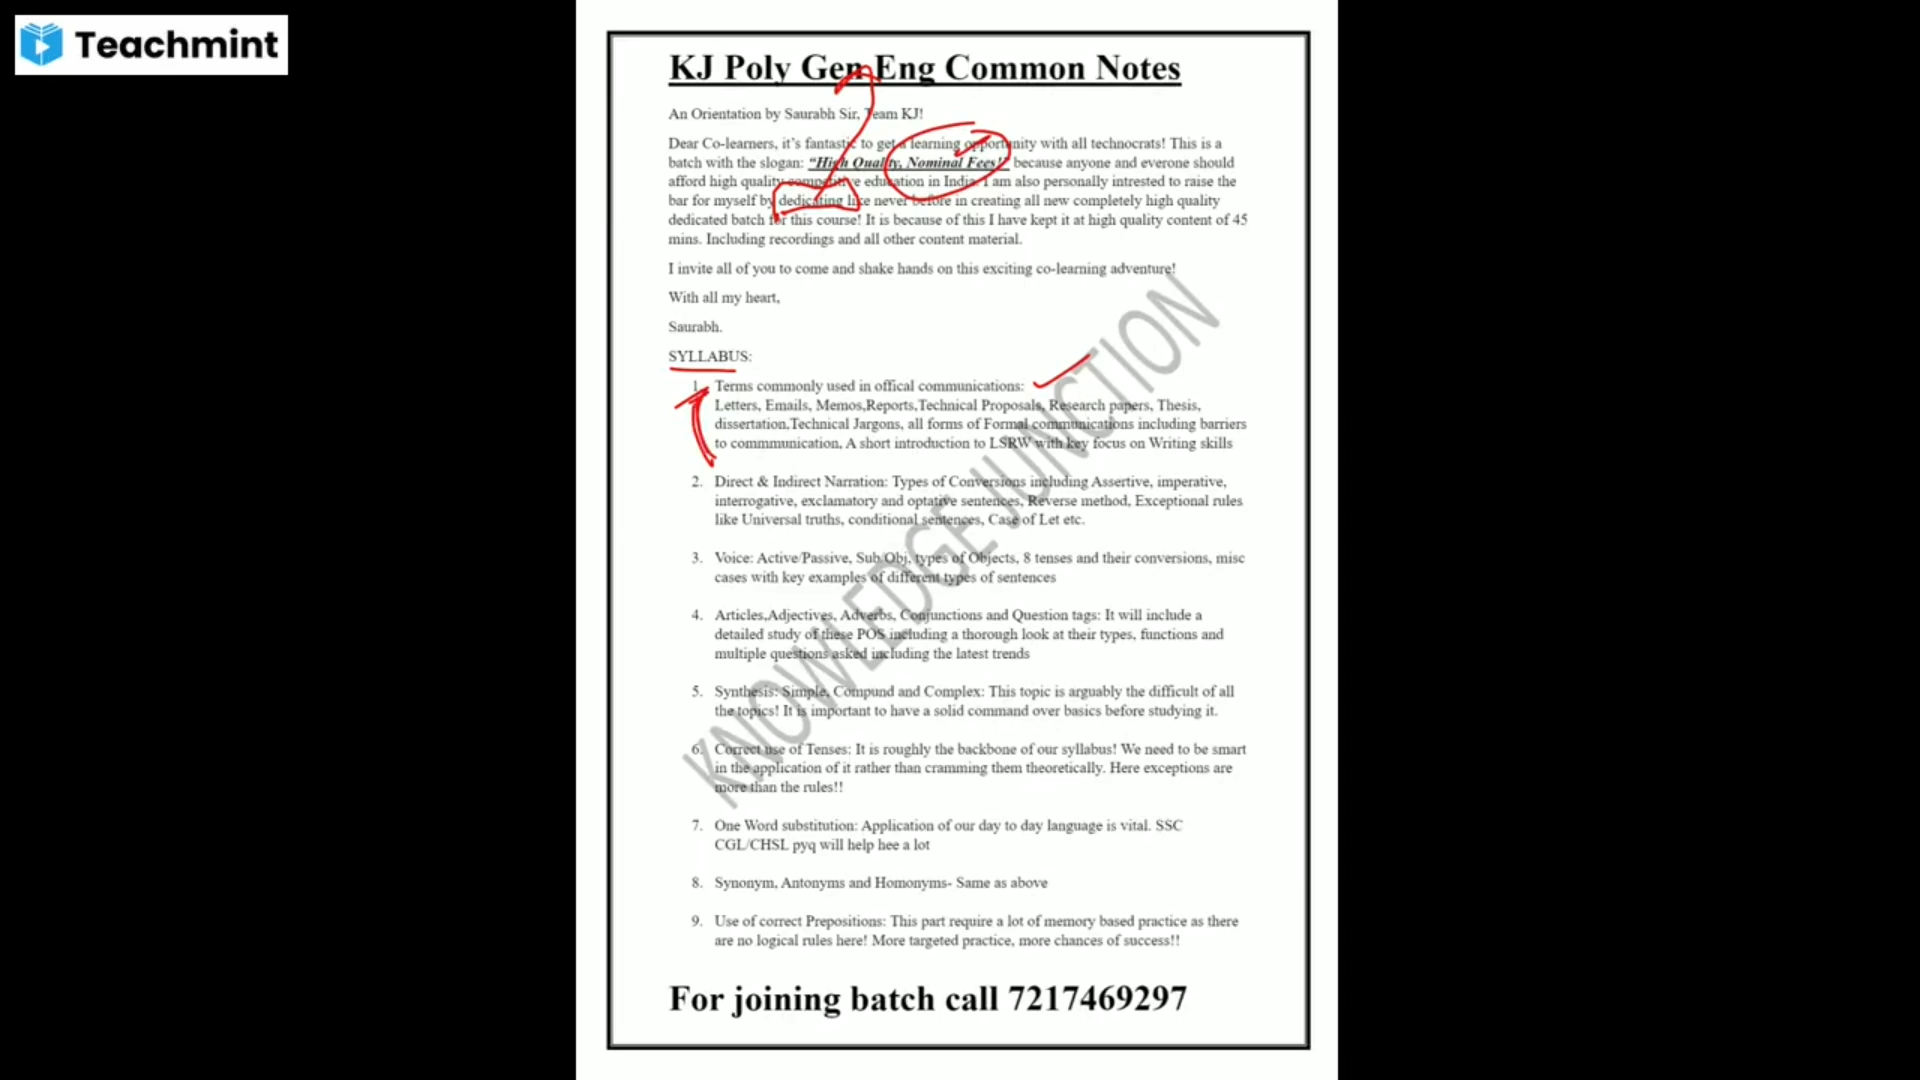 Teachmint
KJ Poly Gen Eng Common Notes
An Orientation by Saurabh Sir, Team KJ!
Dear Co-learners, it's fantastic to get a learning opportunity with all technocrats! This is a
batch with the slogan: "High Quality, Nominal Fees!" because anyone and everone should
afford high quality competitive education in India. I am also personally intrested to raise the
bar for myself by dedicating like never before in creating all new completely high quality
dedicated batch for this course! It is because of this I have kept it at high quality content of 45
mins. Including recordings and all other content material.
I invite all of you to come and shake hands on this exciting co-learning adventure!
With all my heart,
Saurabh.
SYLLABUS:
1. Terms commonly used in offical communications:
Letters, Emails, Memos,Reports,Technical Proposals, Research papers, Thesis,
dissertation,Technical Jargons, all forms of Formal communications including barriers
to commmunication, A short introduction to LSRW with key focus on Writing skills
2. Direct & Indirect Narration: Types of Conversions including Assertive, imperative,
interrogative, exclamatory and optative sentences, Reverse method, Exceptional rules
like Universal truths, conditional sentences, Case of Let etc.
3. Voice: Active/Passive, Sub/Obj, types of Objects, 8 tenses and their conversions, misc
cases with key examples of different types of sentences
4. Articles,Adjectives, Adverbs, Conjunctions and Question tags: It will include a
detailed study of these POS including a thorough look at their types, functions and
multiple questions asked including the latest trends
5. Synthesis: Simple, Compund and Complex: This topic is arguably the difficult of all
the topics! It is important to have a solid command over basics before studying it.
6. Correct use of Tenses: It is roughly the backbone of our syllabus! We need to be smart
in the application of it rather than cramming them theoretically. Here exceptions are
more than the rules!!
7. One Word substitution: Application of our day to day language is vital. SSC
CGL/CHSL pyq will help hee a lot
8. Synonym, Antonyms and Homonyms- Same as above
9. Use of correct Prepositions: This part require a lot of memory based practice as there
are no logical rules here! More targeted practice, more chances of success!!
For joining batch call 7217469297
KNOWLEDGE JUNCTION